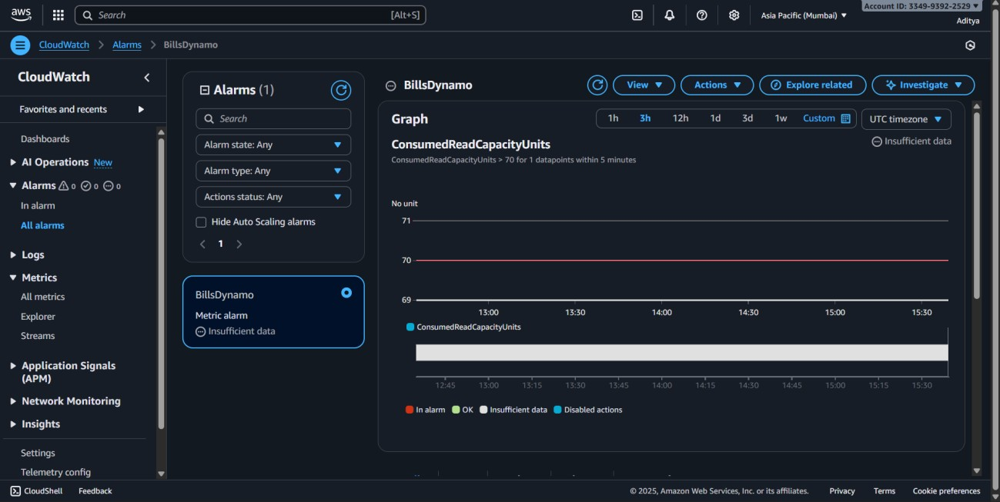 aws
Search [Alt+S]
Asia Pacific (Mumbai)
Account ID: 3349-9392-2529
Aditya
CloudWatch
Alarms
BillsDynamo
CloudWatch
Favorites and recents
Dashboards
AI Operations New
Alarms 0 0 0
In alarm
All alarms
Logs
Metrics
All metrics
Explorer
Streams
Application Signals
(APM)
Network Monitoring
Insights
Settings
Telemetry config
Alarms (1)
Search
Alarm state: Any
Alarm type: Any
Actions status: Any
Hide Auto Scaling alarms
1
BillsDynamo
Metric alarm
Insufficient data
BillsDynamo
View
Actions
Explore related
Investigate
Graph
1h 3h 12h 1d 3d 1w Custom
UTC timezone
ConsumedReadCapacityUnits
Insufficient data
ConsumedReadCapacityUnits > 70 for 1 datapoints within 5 minutes
No unit
71
70
69
13:00 13:30 14:00 14:30 15:00 15:30
ConsumedReadCapacityUnits
12:45 13:00 13:15 13:30 13:45 14:00 14:15 14:30 14:45 15:00 15:15 15:30
In alarm OK Insufficient data Disabled actions
CloudShell Feedback
© 2025, Amazon Web Services, Inc. or its affiliates. Privacy Terms Cookie preferences